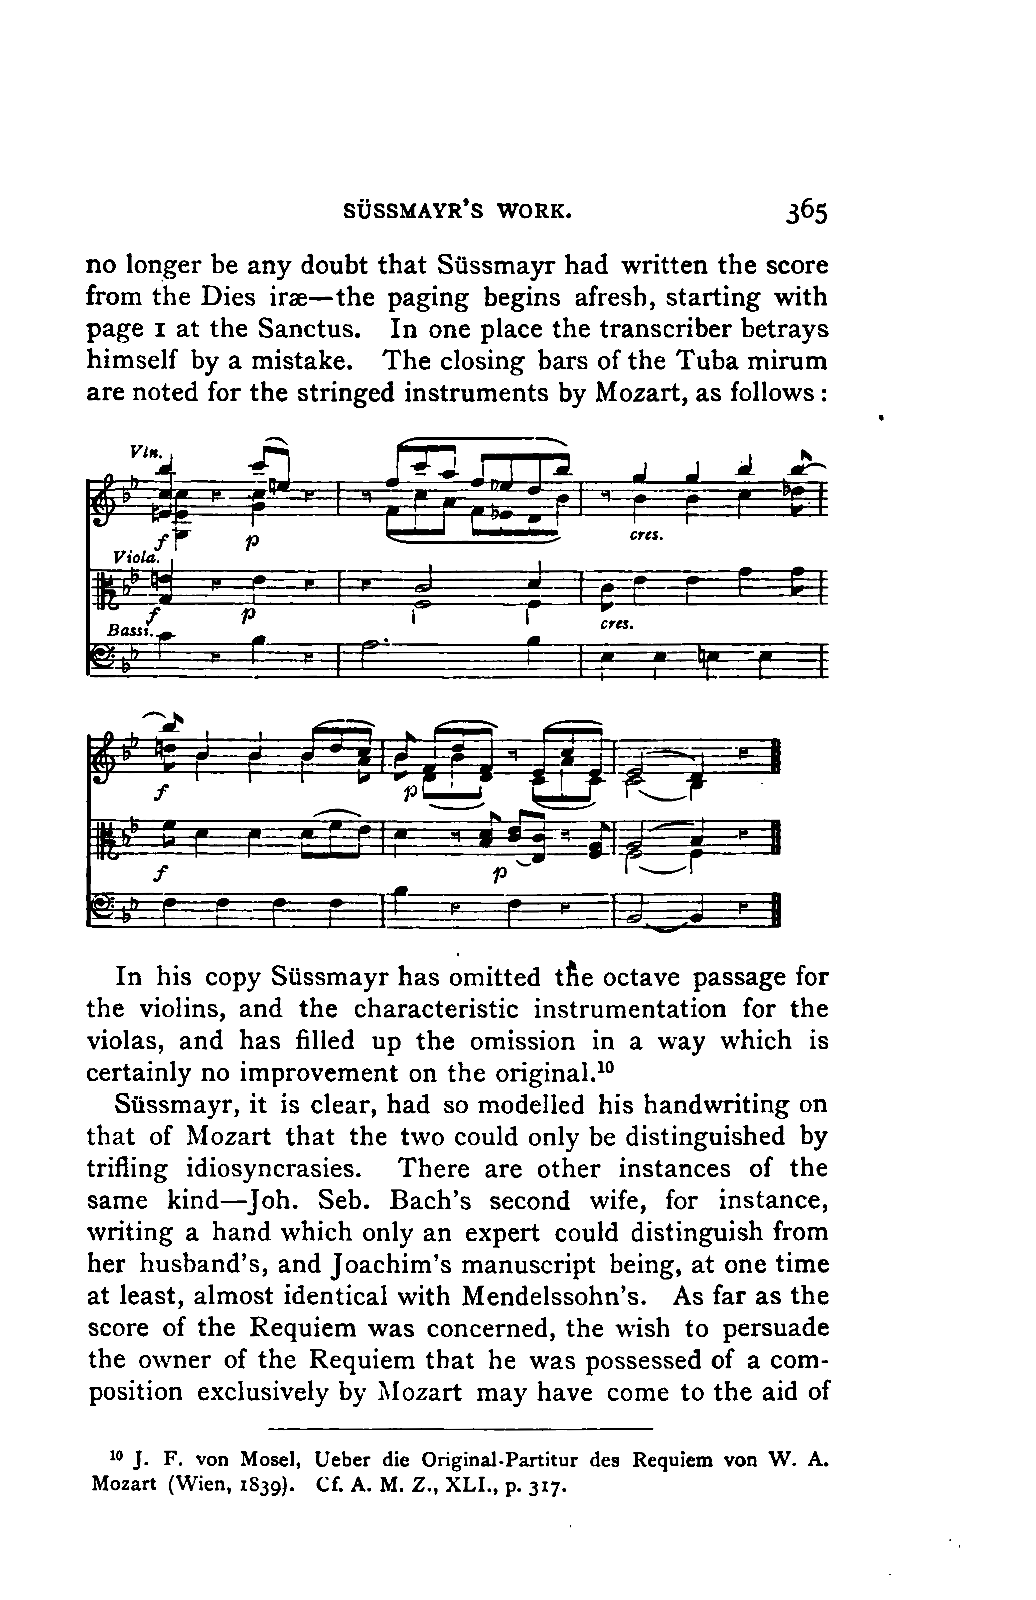 SÜSSMAYR'S WORK. 365
no longer be any doubt that Süssmayr had written the score
from the Dies iræ—the paging begins afresh, starting with
page 1 at the Sanctus. In one place the transcriber betrays
himself by a mistake. The closing bars of the Tuba mirum
are noted for the stringed instruments by Mozart, as follows:
Vln.
f p cres.
Viola.
f p cres.
Bassi.
f p
f p
In his copy Süssmayr has omitted the octave passage for
the violins, and the characteristic instrumentation for the
violas, and has filled up the omission in a way which is
certainly no improvement on the original.¹⁰
Süssmayr, it is clear, had so modelled his handwriting on
that of Mozart that the two could only be distinguished by
trifling idiosyncrasies. There are other instances of the
same kind—Joh. Seb. Bach's second wife, for instance,
writing a hand which only an expert could distinguish from
her husband's, and Joachim's manuscript being, at one time
at least, almost identical with Mendelssohn's. As far as the
score of the Requiem was concerned, the wish to persuade
the owner of the Requiem that he was possessed of a com-
position exclusively by Mozart may have come to the aid of
¹⁰ J. F. von Mosel, Ueber die Original-Partitur des Requiem von W. A.
Mozart (Wien, 1839). Cf. A. M. Z., XLI., p. 317.